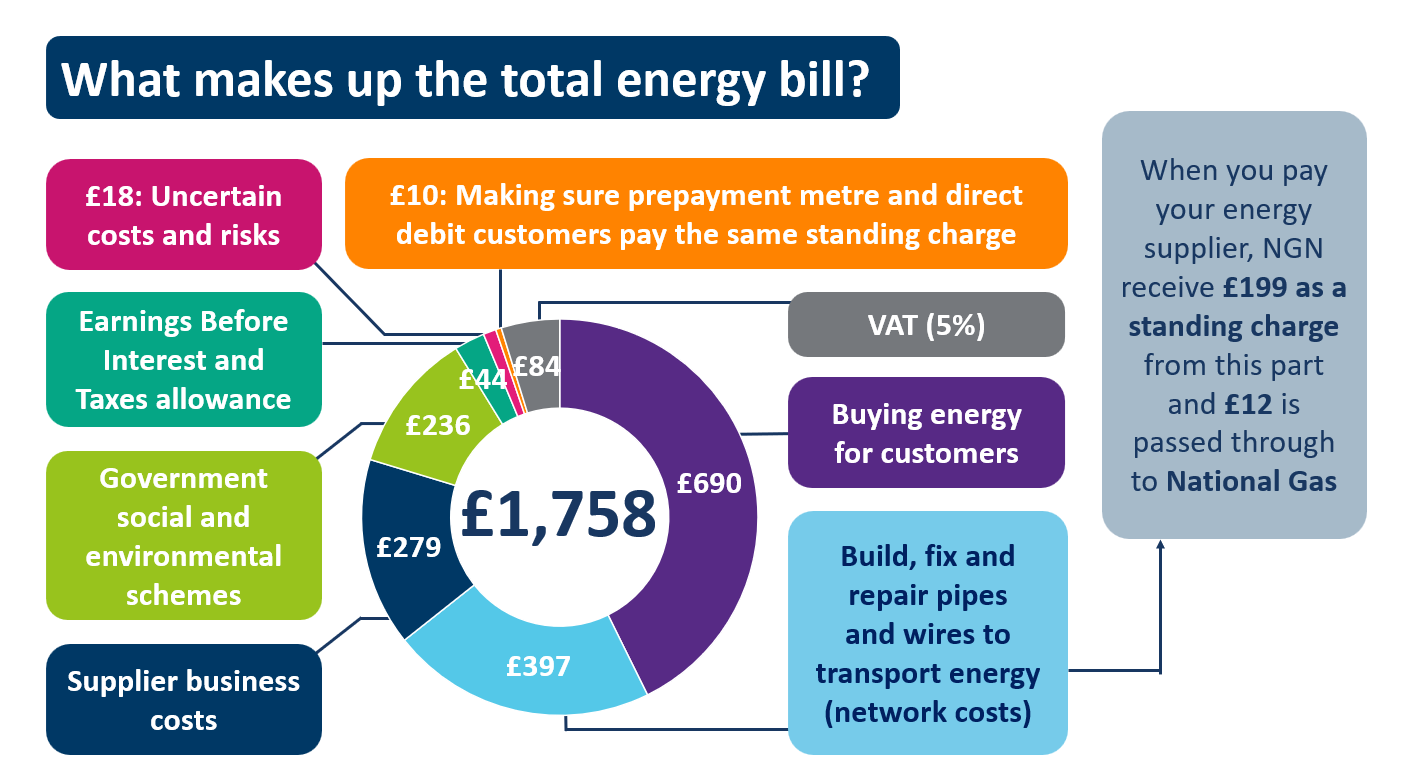 What makes up the total energy bill?
£18: Uncertain
costs and risks
£10: Making sure prepayment metre and direct
debit customers pay the same standing charge
Earnings Before
Interest and
Taxes allowance
Government
social and
environmental
schemes
Supplier business
costs
£44
£84
£236
£690
£279
£1,758
£397
VAT (5%)
Buying energy
for customers
Build, fix and
repair pipes
and wires to
transport energy
(network costs)
When you pay
your energy
supplier, NGN
receive £199 as a
standing charge
from this part
and £12 is
passed through
to National Gas